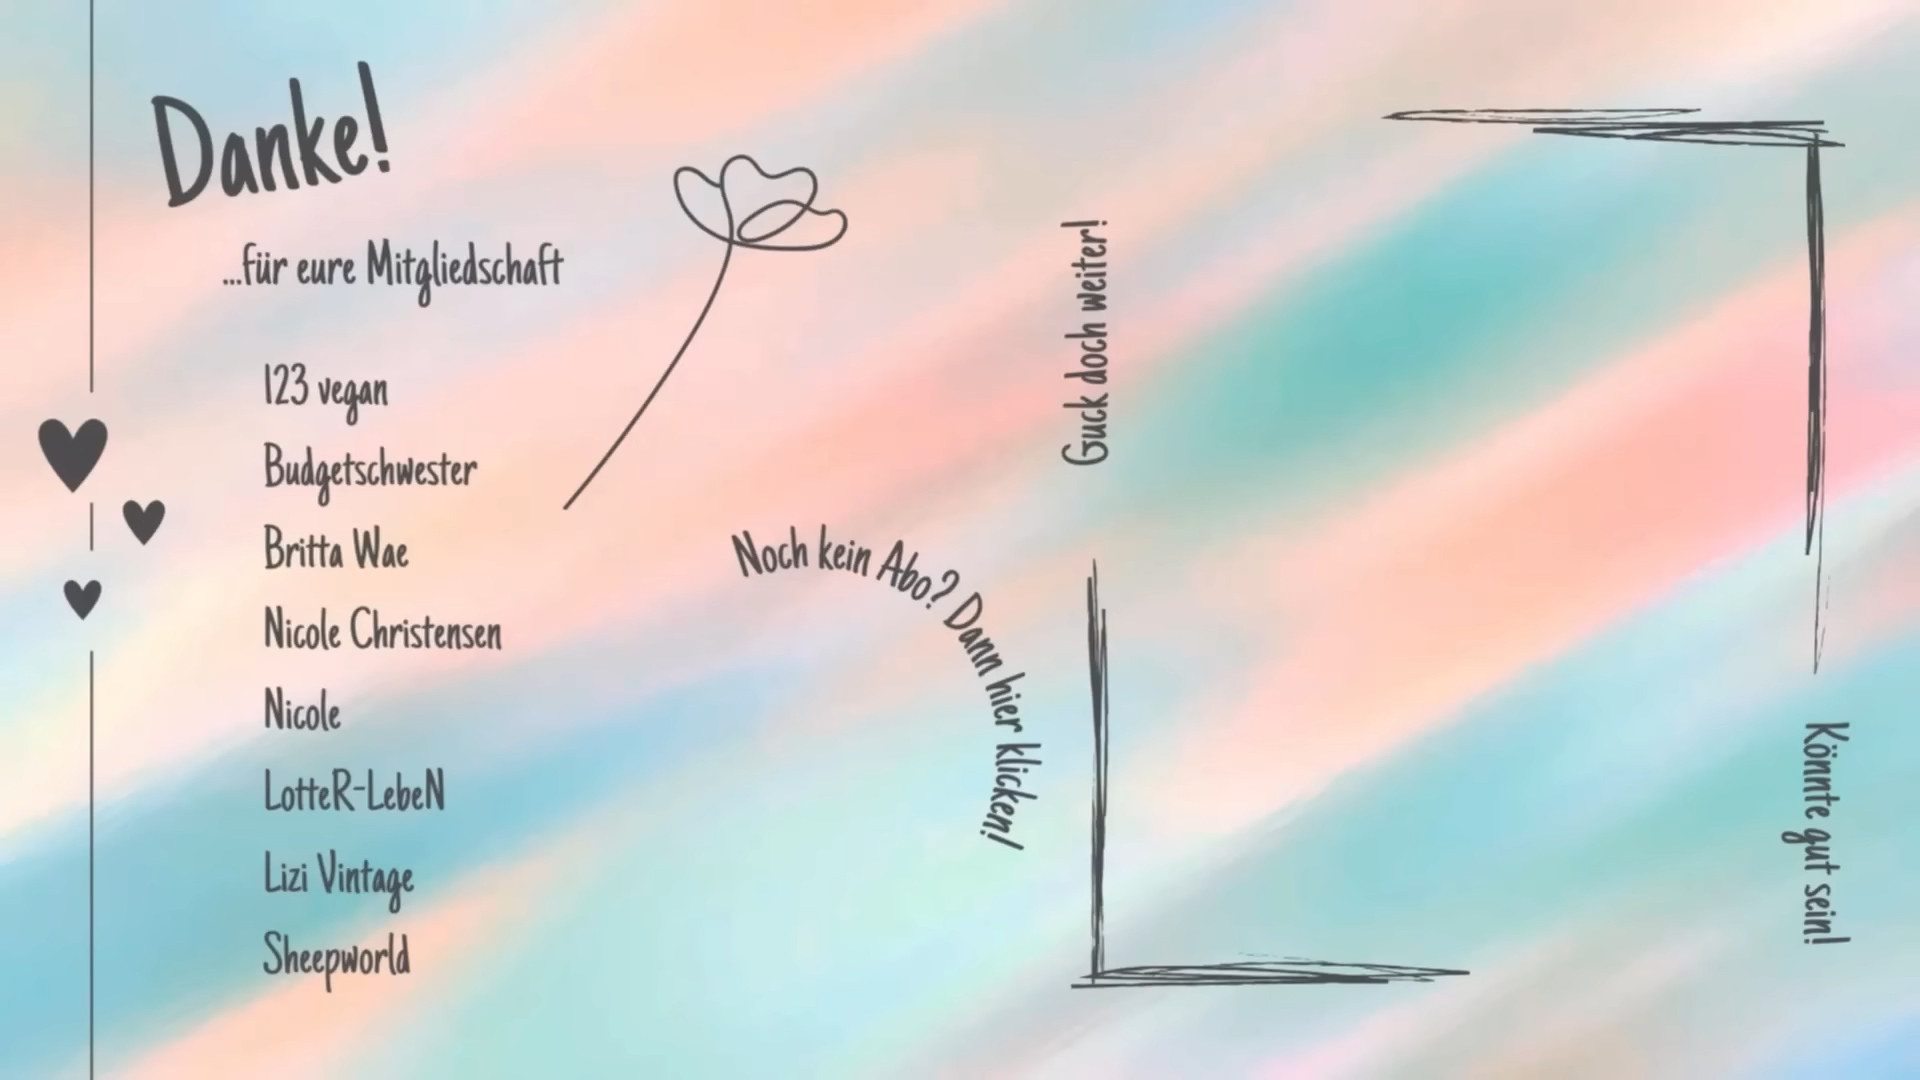 Danke!
...für eure Mitgliedschaft
123 vegan
Budgetschwester
Britta Wae
Nicole Christensen
Nicole
LotteR-LebeN
Lizi Vintage
Sheepworld
Noch kein Abo? Dann hier klicken!
Guck doch weiter!
Könnte gut sein!